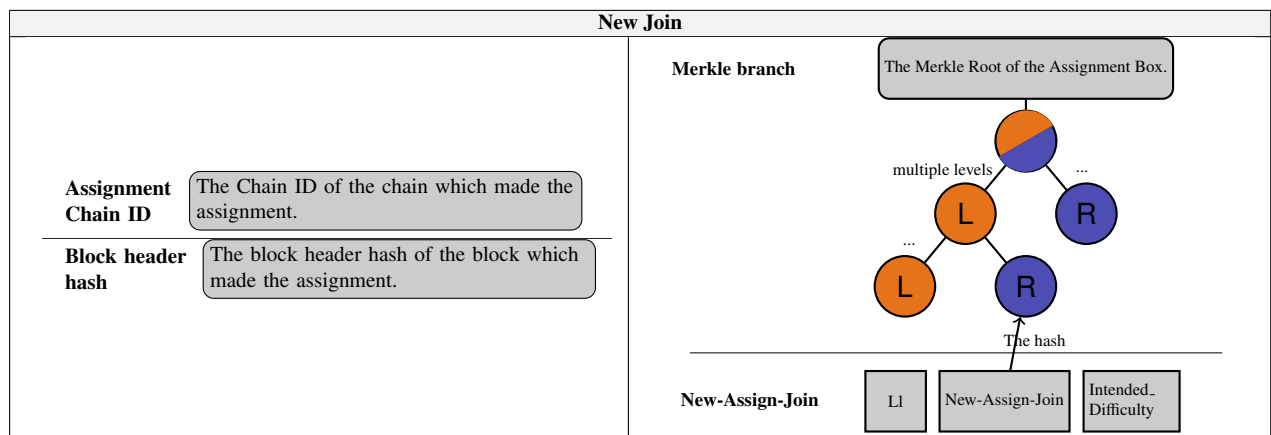 New Join
Assignment
Chain ID
The Chain ID of the chain which made the
assignment.
Block header
hash
The block header hash of the block which
made the assignment.
Merkle branch
The Merkle Root of the Assignment Box.
multiple levels
...
L
R
...
L
R
The hash
New-Assign-Join
Ll
New-Assign-Join
Intended_
Difficulty